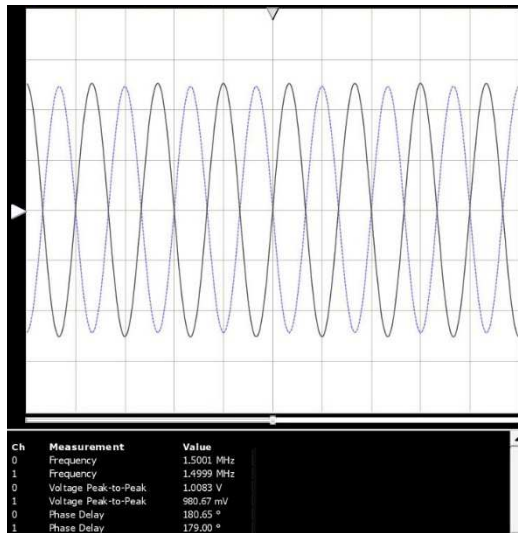 Ch Measurement Value
0 Frequency 1.5001 MHz
1 Frequency 1.4999 MHz
0 Voltage Peak-to-Peak 1.0083 V
1 Voltage Peak-to-Peak 980.67 mV
0 Phase Delay 180.65 °
1 Phase Delay 179.00 °